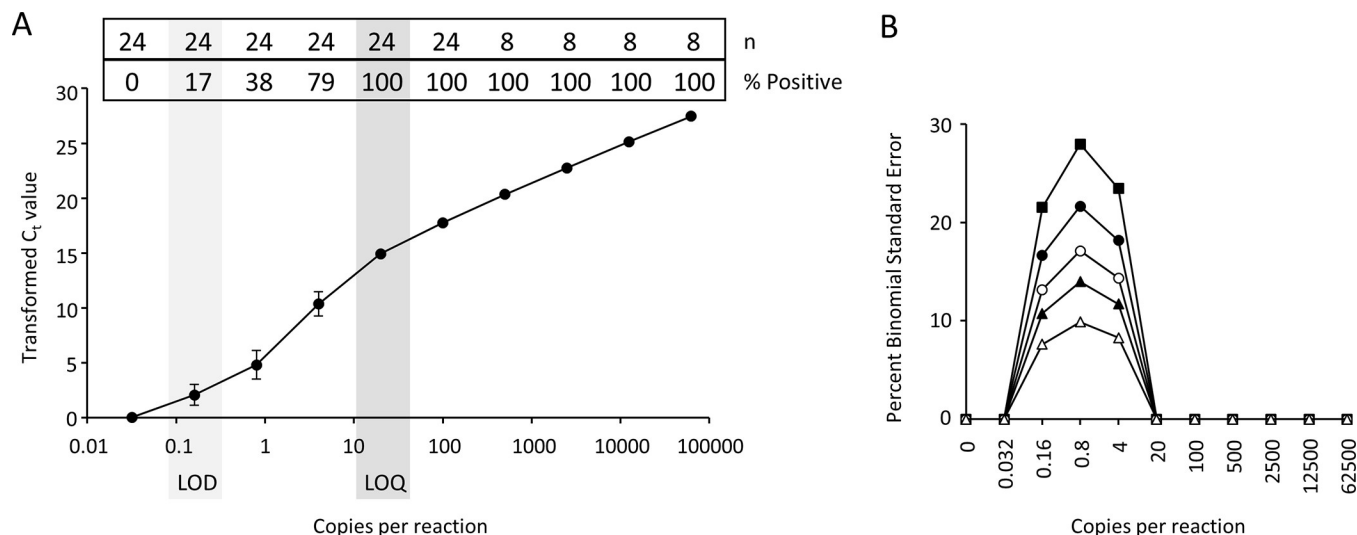 A
24 24 24 24 24 24 8 8 8 8 n
0 17 38 79 100 100 100 100 100 100 % Positive
30
25
20
15
10
5
0
Transformed Ct value
0.01 0.1 1 10 100 1000 10000 100000
LOD LOQ
Copies per reaction
B
30
20
10
0
Percent Binomial Standard Error
0 0.032 0.16 0.8 4 20 100 500 2500 12500 62500
Copies per reaction